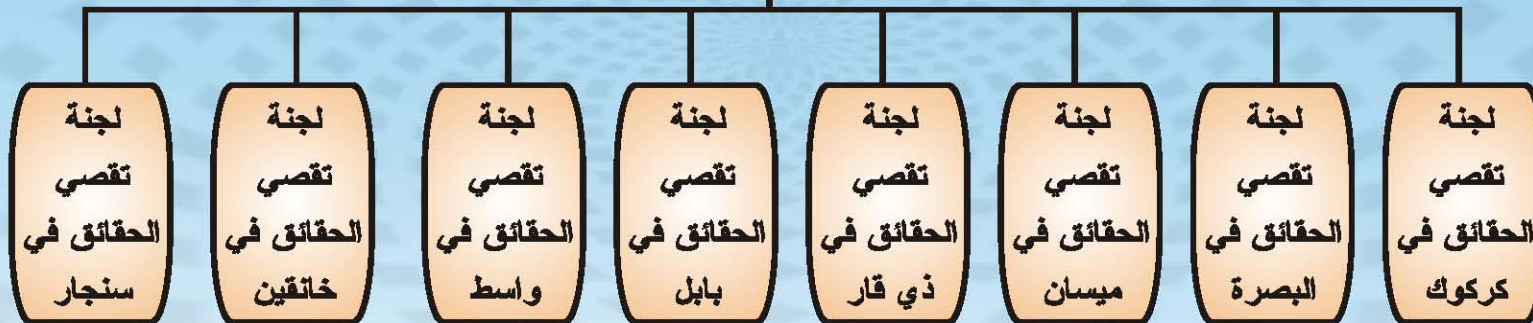 لجنة
تقصي
الحقائق في
كركوك
لجنة
تقصي
الحقائق في
البصرة
لجنة
تقصي
الحقائق في
ميسان
لجنة
تقصي
الحقائق في
ذي قار
لجنة
تقصي
الحقائق في
بابل
لجنة
تقصي
الحقائق في
واسط
لجنة
تقصي
الحقائق في
خانقين
لجنة
تقصي
الحقائق في
سنجار